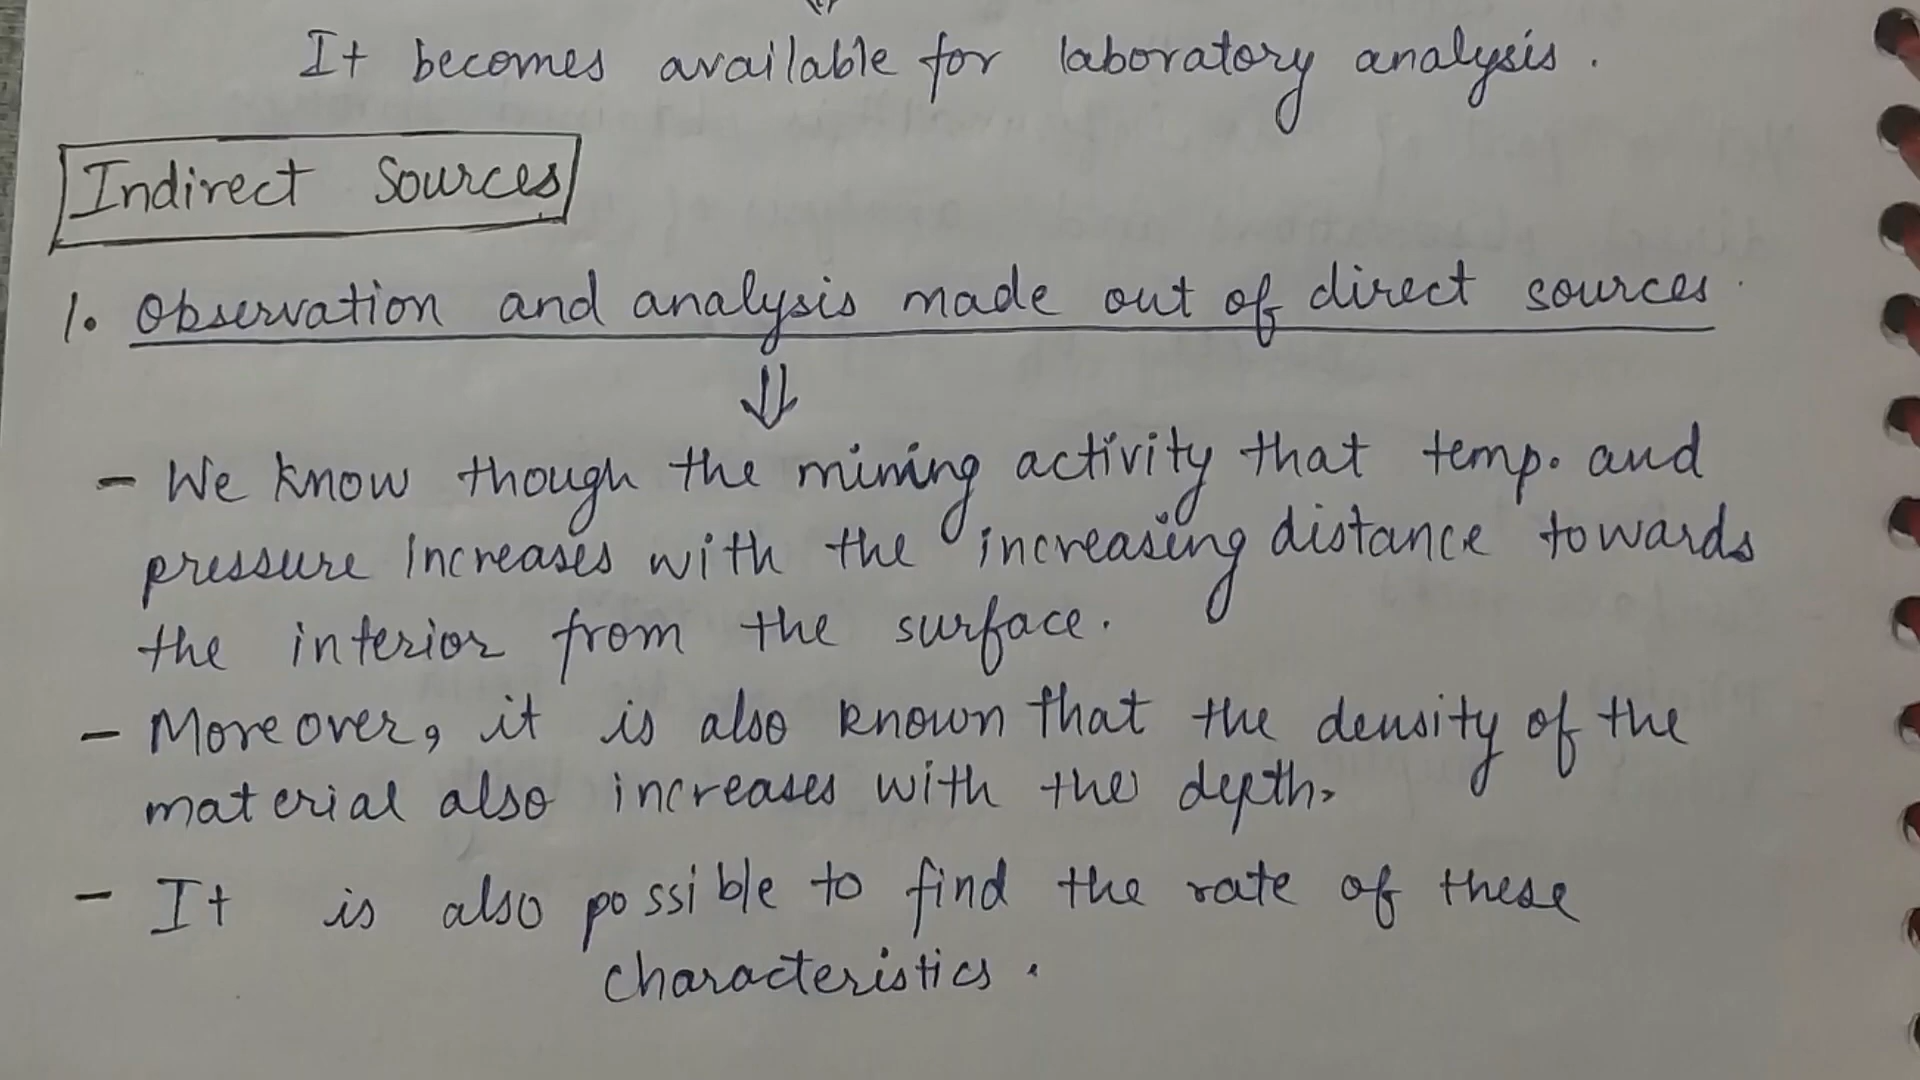 It becomes available for laboratory analysis.
Indirect Sources
1. Observation and analysis made out of direct sources
⇓
- We know though the mining activity that temp. and
pressure increases with the increasing distance towards
the interior from the surface.
- Moreover, it is also known that the density of the
material also increases with the depth.
- It is also possible to find the rate of these
characteristics.